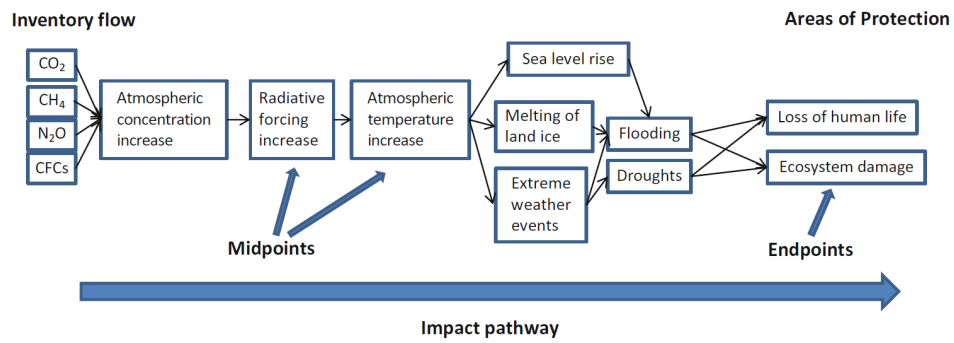 Inventory flow
Areas of Protection
CO₂
CH₄
N₂O
CFCs
Atmospheric
concentration
increase
Radiative
forcing
increase
Atmospheric
temperature
increase
Sea level rise
Melting of
land ice
Extreme
weather
events
Flooding
Droughts
Loss of human life
Ecosystem damage
Midpoints
Endpoints
Impact pathway